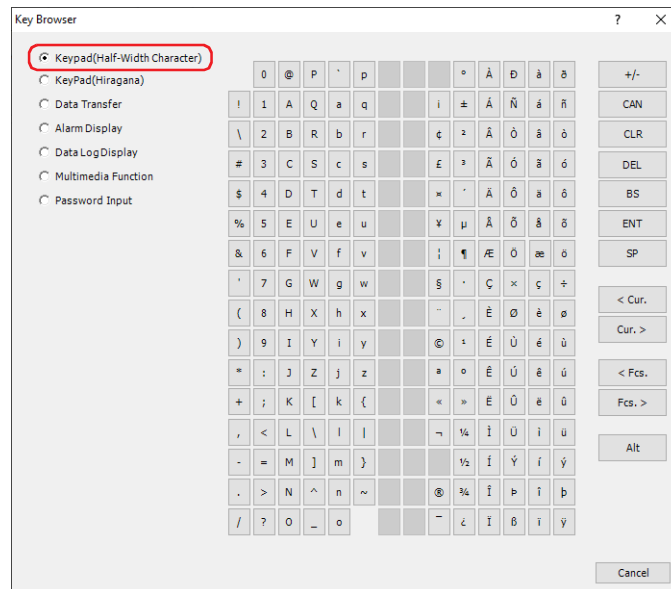 Key Browser ? ×
Keypad(Half-Width Character)
KeyPad(Hiragana)
Data Transfer
Alarm Display
Data Log Display
Multimedia Function
Password Input
0 @ P ` p ° À Ð à ð +/-
! 1 A Q a q ¡ ± Á Ñ á ñ CAN
\ 2 B R b r ¢ ² Â Ò â ò CLR
# 3 C S c s £ ³ Ã Ó ã ó DEL
$ 4 D T d t ¤ ´ Ä Ô ä ô BS
% 5 E U e u ¥ µ Å Õ å õ ENT
& 6 F V f v ¦ ¶ Æ Ö æ ö SP
' 7 G W g w § · Ç × ç ÷
( 8 H X h x ¨ ¸ È Ø è ø
) 9 I Y i y © ¹ É Ù é ù
* : J Z j z ª º Ê Ú ê ú
+ ; K [ k { « » Ë Û ë û
, < L \ l | ¬ ¼ Ì Ü ì ü
- = M ] m } ½ Í Ý í ý
. > N ^ n ~ ® ¾ Î Þ î þ
/ ? O _ o ¯ ¿ Ï ß ï ÿ
< Cur.
Cur. >
< Fcs.
Fcs. >
Alt
Cancel